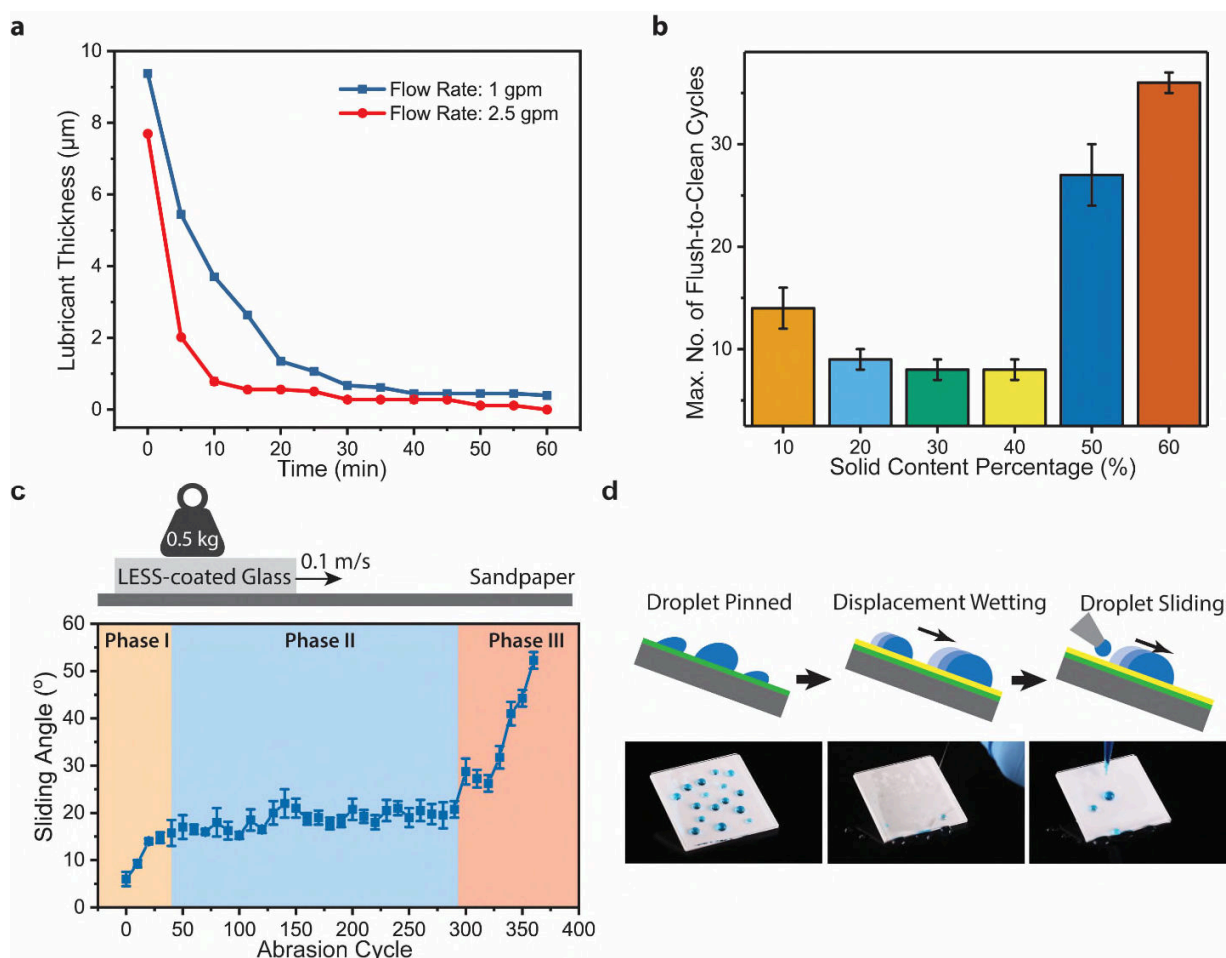 a
10
8
6
4
2
0
Lubricant Thickness (µm)
Flow Rate: 1 gpm
Flow Rate: 2.5 gpm
0 10 20 30 40 50 60
Time (min)
b
Max. No. of Flush-to-Clean Cycles
30
20
10
10 20 30 40 50 60
Solid Content Percentage (%)
c
0.5 kg
0.1 m/s
LESS-coated Glass
Sandpaper
60
50
40
30
20
10
0
Sliding Angle (°)
Phase I Phase II Phase III
0 50 100 150 200 250 300 350 400
Abrasion Cycle
d
Droplet Pinned Displacement Wetting Droplet Sliding